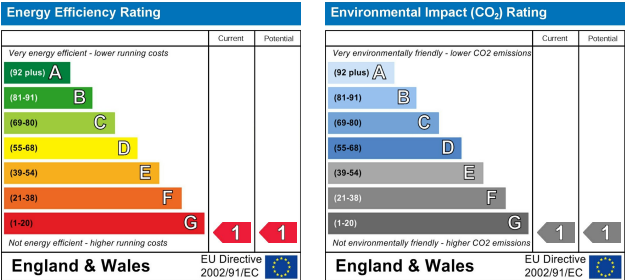 Energy Efficiency Rating
Current Potential
Very energy efficient - lower running costs
(92 plus) A
(81-91) B
(69-80) C
(55-68) D
(39-54) E
(21-38) F
(1-20) G
1 1
Not energy efficient - higher running costs
England & Wales
EU Directive
2002/91/EC
Environmental Impact (CO₂) Rating
Current Potential
Very environmentally friendly - lower CO2 emissions
(92 plus) A
(81-91) B
(69-80) C
(55-68) D
(39-54) E
(21-38) F
(1-20) G
1 1
Not environmentally friendly - higher CO2 emissions
England & Wales
EU Directive
2002/91/EC